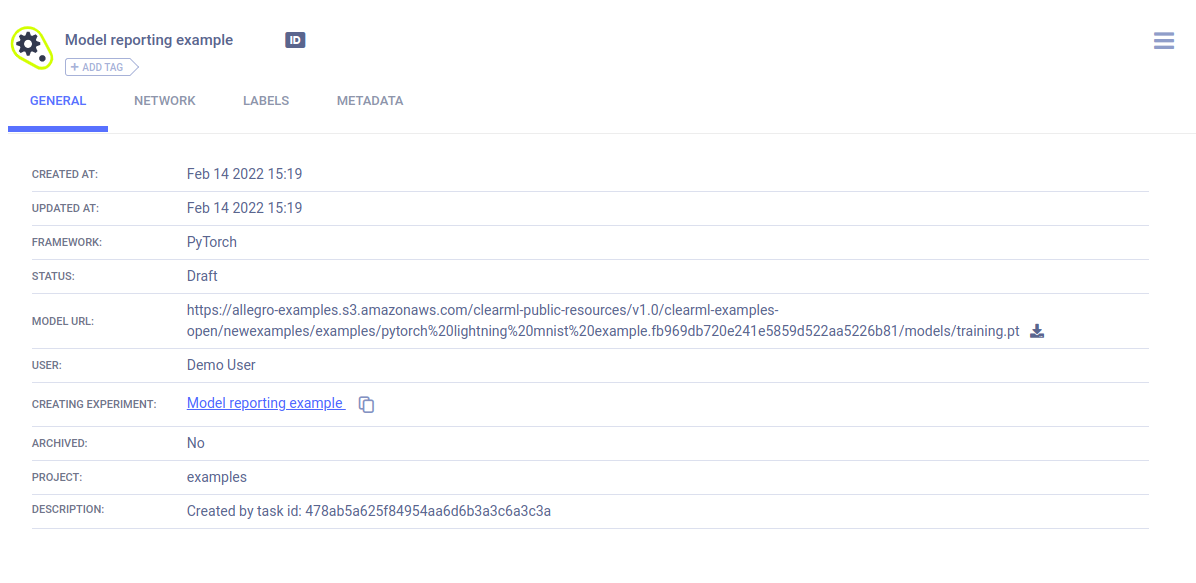 Model reporting example ID
+ ADD TAG
GENERAL NETWORK LABELS METADATA
CREATED AT: Feb 14 2022 15:19
UPDATED AT: Feb 14 2022 15:19
FRAMEWORK: PyTorch
STATUS: Draft
MODEL URL: https://allegro-examples.s3.amazonaws.com/clearml-public-resources/v1.0/clearml-examples-
open/newexamples/examples/pytorch%20lightning%20mnist%20example.fb969db720e241e5859d522aa5226b81/models/training.pt
USER: Demo User
CREATING EXPERIMENT: Model reporting example
ARCHIVED: No
PROJECT: examples
DESCRIPTION: Created by task id: 478ab5a625f84954aa6d6b3a3c6a3c3a